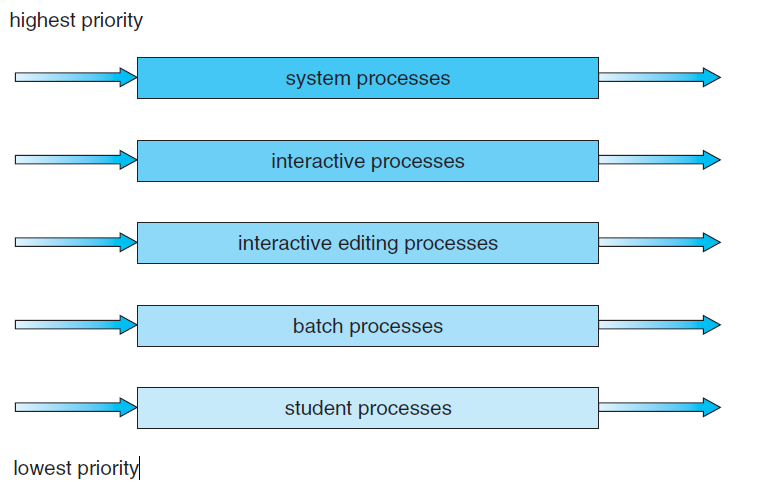 highest priority
system processes
interactive processes
interactive editing processes
batch processes
student processes
lowest priority